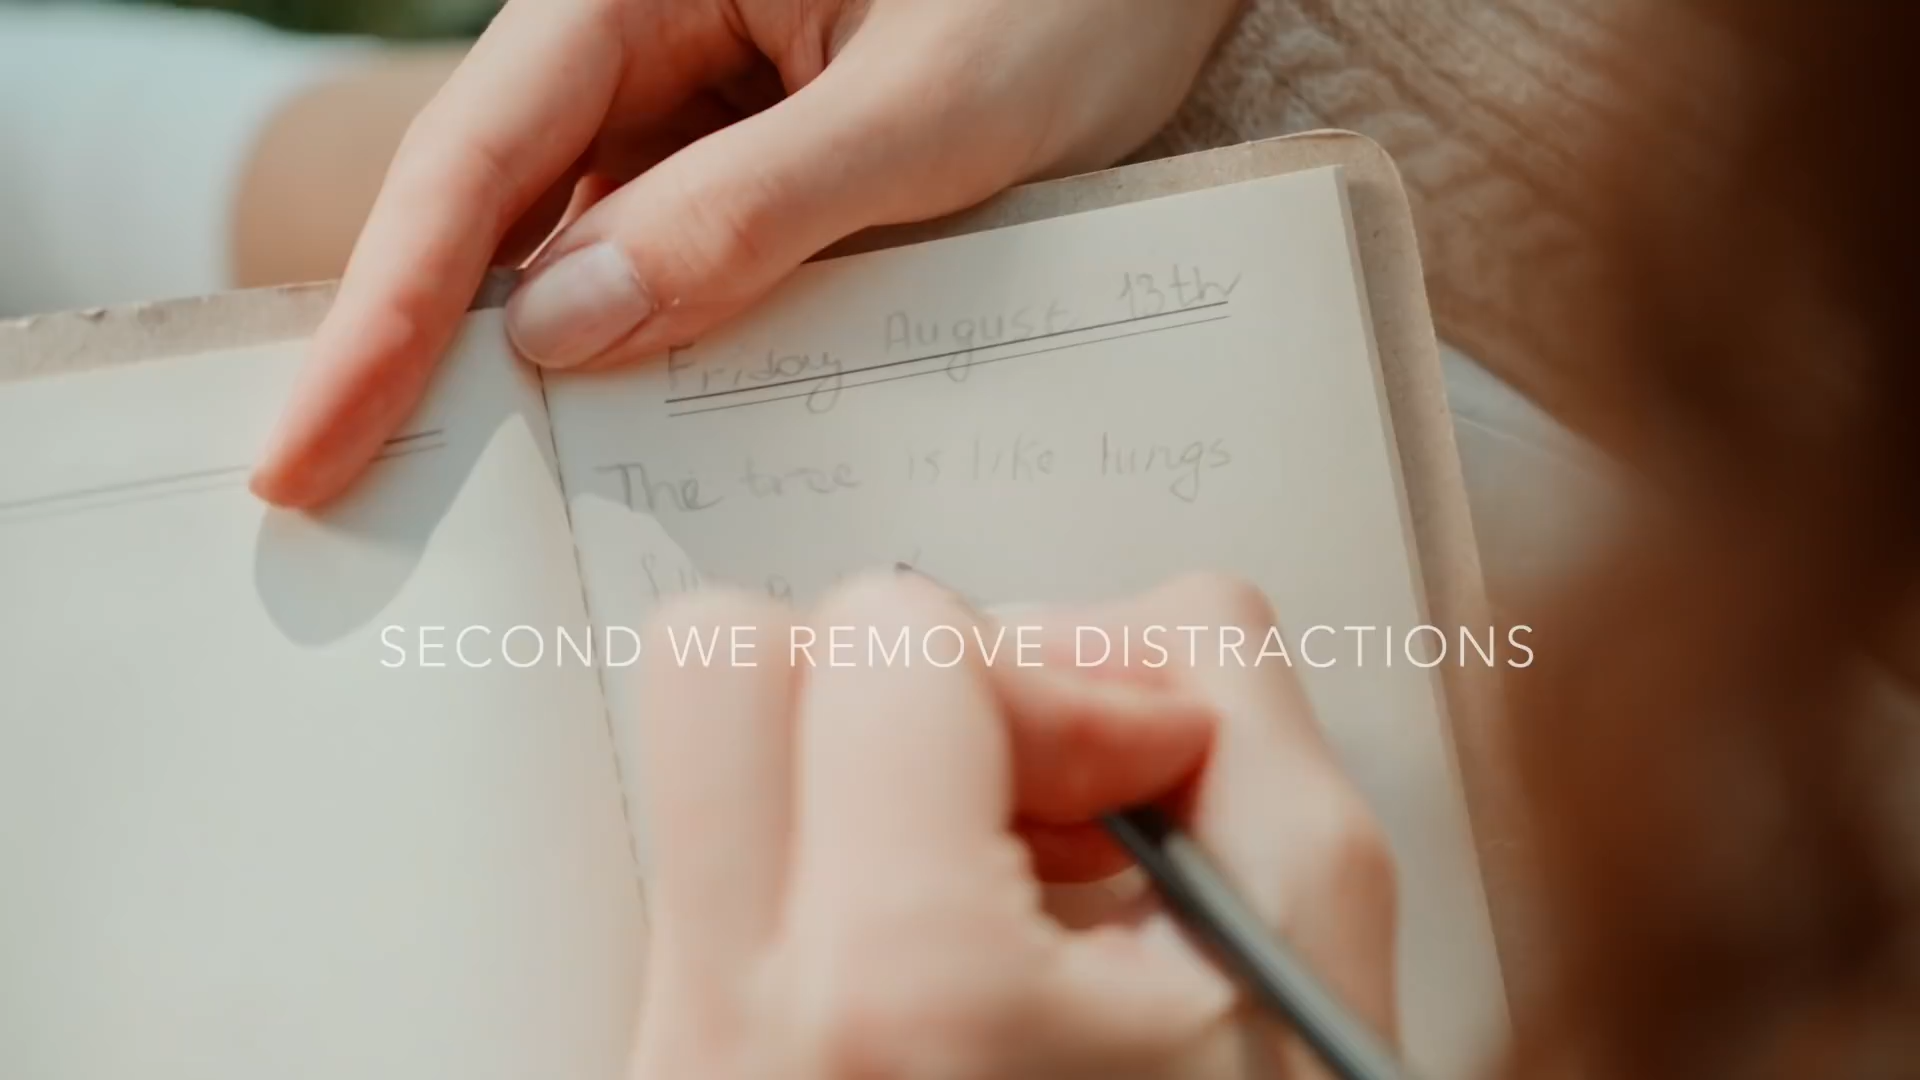 Friday August 13th
The tree is like lungs
SECOND WE REMOVE DISTRACTIONS